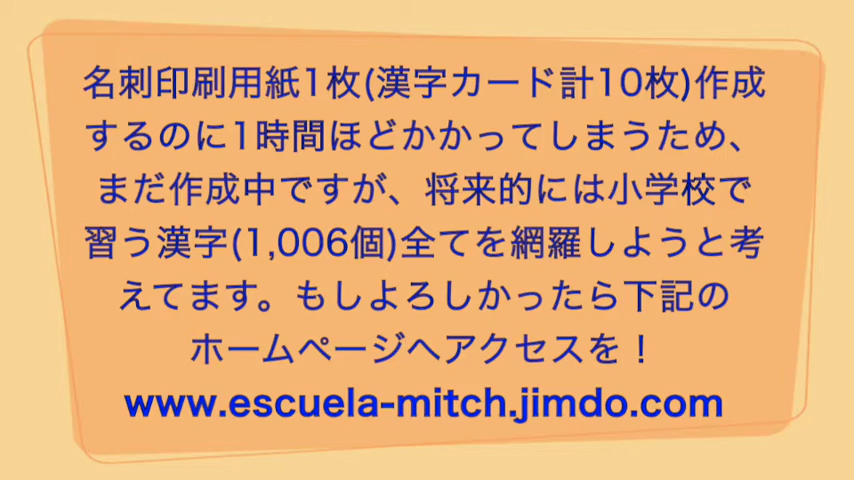 名刺印刷用紙1枚(漢字カード計10枚)作成
するのに1時間ほどかかってしまうため、
まだ作成中ですが、将来的には小学校で
習う漢字(1,006個)全てを網羅しようと考
えてます。もしよろしかったら下記の
ホームページへアクセスを！
www.escuela-mitch.jimdo.com